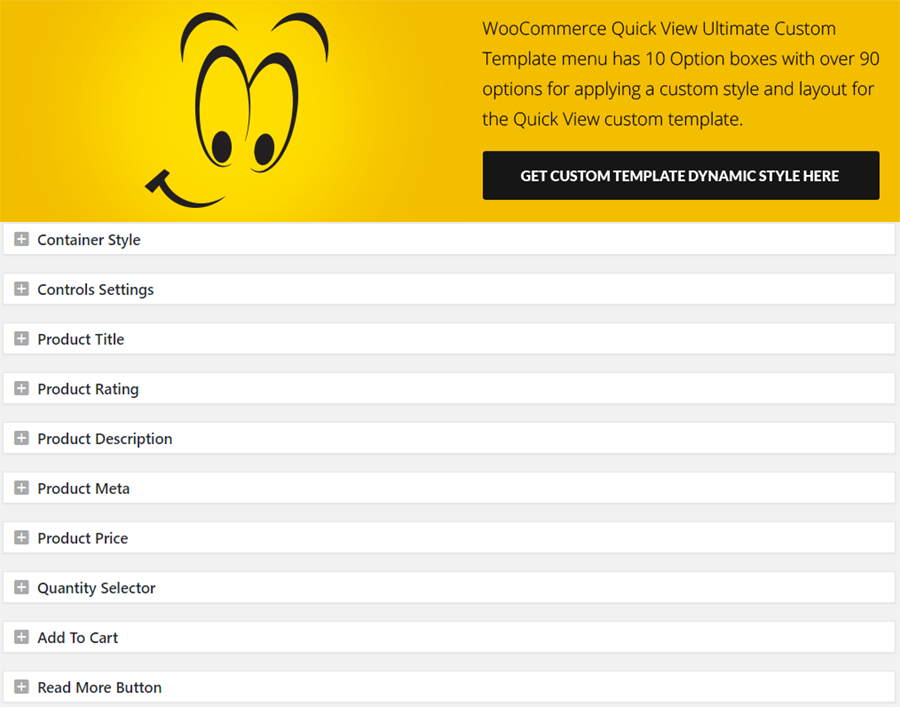 WooCommerce Quick View Ultimate Custom
Template menu has 10 Option boxes with over 90
options for applying a custom style and layout for
the Quick View custom template.
GET CUSTOM TEMPLATE DYNAMIC STYLE HERE
Container Style
Controls Settings
Product Title
Product Rating
Product Description
Product Meta
Product Price
Quantity Selector
Add To Cart
Read More Button